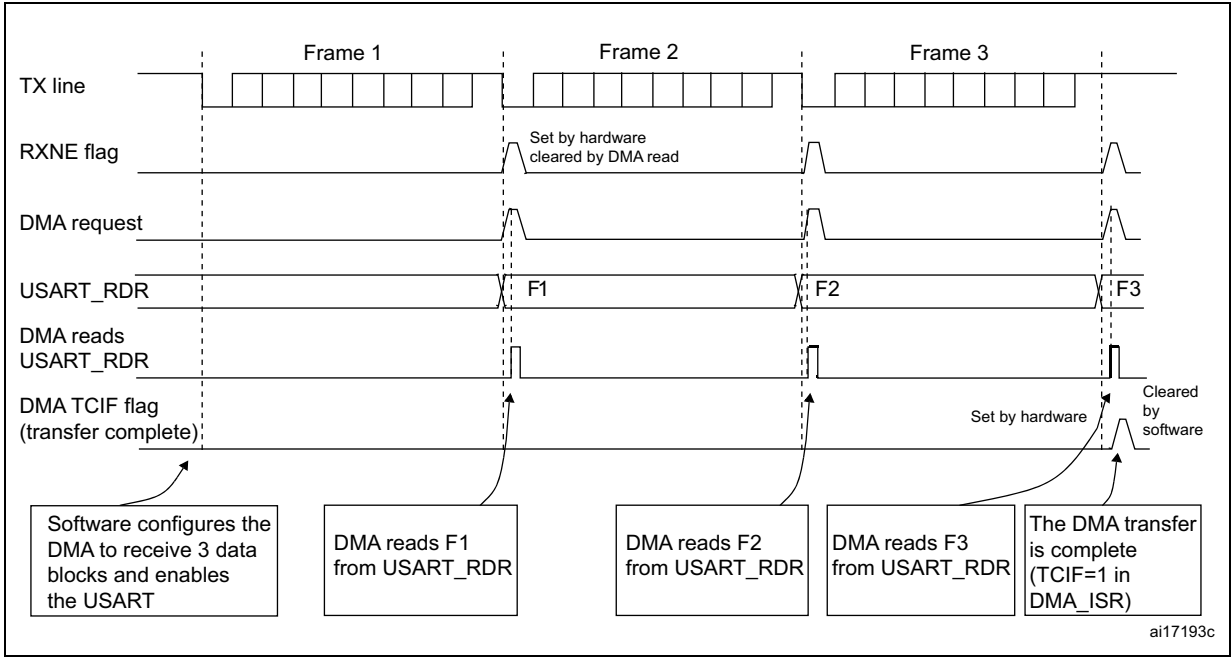 Frame 1
Frame 2
Frame 3
TX line
RXNE flag
Set by hardware
cleared by DMA read
DMA request
USART_RDR
F1
F2
F3
DMA reads
USART_RDR
DMA TCIF flag
(transfer complete)
Set by hardware
Cleared
by
software
Software configures the
DMA to receive 3 data
blocks and enables
the USART
DMA reads F1
from USART_RDR
DMA reads F2
from USART_RDR
DMA reads F3
from USART_RDR
The DMA transfer
is complete
(TCIF=1 in
DMA_ISR)
ai17193c